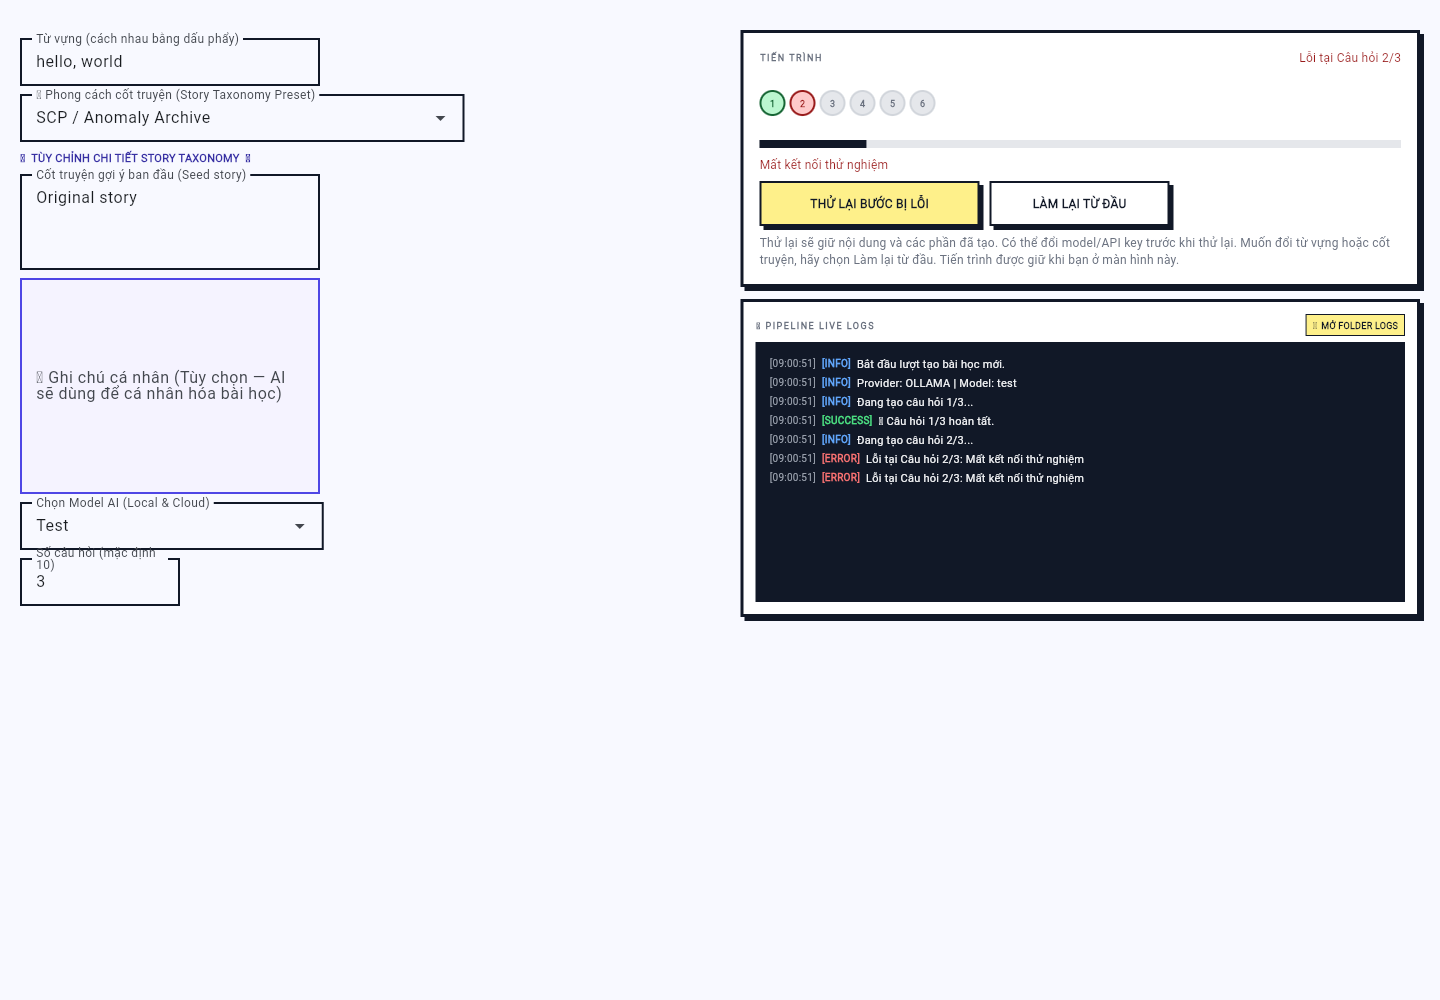 Từ vựng (cách nhau bằng dấu phẩy)
hello, world
Phong cách cốt truyện (Story Taxonomy Preset)
SCP / Anomaly Archive
TÙY CHỈNH CHI TIẾT STORY TAXONOMY
Cốt truyện gợi ý ban đầu (Seed story)
Original story
Ghi chú cá nhân (Tùy chọn — AI
sẽ dùng để cá nhân hóa bài học)
Chọn Model AI (Local & Cloud)
Test
Số câu hỏi (mặc định
10)
3
TIẾN TRÌNH
Lỗi tại Câu hỏi 2/3
1 2 3 4 5 6
Mất kết nối thử nghiệm
THỬ LẠI BƯỚC BỊ LỖI
LÀM LẠI TỪ ĐẦU
Thử lại sẽ giữ nội dung và các phần đã tạo. Có thể đổi model/API key trước khi thử lại. Muốn đổi từ vựng hoặc cốt
truyện, hãy chọn Làm lại từ đầu. Tiến trình được giữ khi bạn ở màn hình này.
PIPELINE LIVE LOGS
MỞ FOLDER LOGS
[09:00:51] [INFO] Bắt đầu lượt tạo bài học mới.
[09:00:51] [INFO] Provider: OLLAMA | Model: test
[09:00:51] [INFO] Đang tạo câu hỏi 1/3...
[09:00:51] [SUCCESS] Câu hỏi 1/3 hoàn tất.
[09:00:51] [INFO] Đang tạo câu hỏi 2/3...
[09:00:51] [ERROR] Lỗi tại Câu hỏi 2/3: Mất kết nối thử nghiệm
[09:00:51] [ERROR] Lỗi tại Câu hỏi 2/3: Mất kết nối thử nghiệm